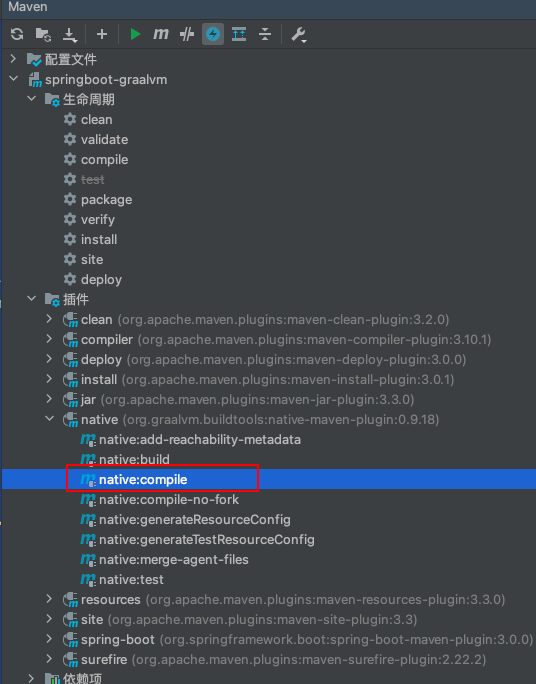 Maven
配置文件
springboot-graalvm
生命周期
clean
validate
compile
test
package
verify
install
site
deploy
插件
clean (org.apache.maven.plugins:maven-clean-plugin:3.2.0)
compiler (org.apache.maven.plugins:maven-compiler-plugin:3.10.1)
deploy (org.apache.maven.plugins:maven-deploy-plugin:3.0.0)
install (org.apache.maven.plugins:maven-install-plugin:3.0.1)
jar (org.apache.maven.plugins:maven-jar-plugin:3.3.0)
native (org.graalvm.buildtools:native-maven-plugin:0.9.18)
native:add-reachability-metadata
native:build
native:compile
native:compile-no-fork
native:generateResourceConfig
native:generateTestResourceConfig
native:merge-agent-files
native:test
resources (org.apache.maven.plugins:maven-resources-plugin:3.3.0)
site (org.apache.maven.plugins:maven-site-plugin:3.3)
spring-boot (org.springframework.boot:spring-boot-maven-plugin:3.0.0)
surefire (org.apache.maven.plugins:maven-surefire-plugin:2.22.2)
依赖项